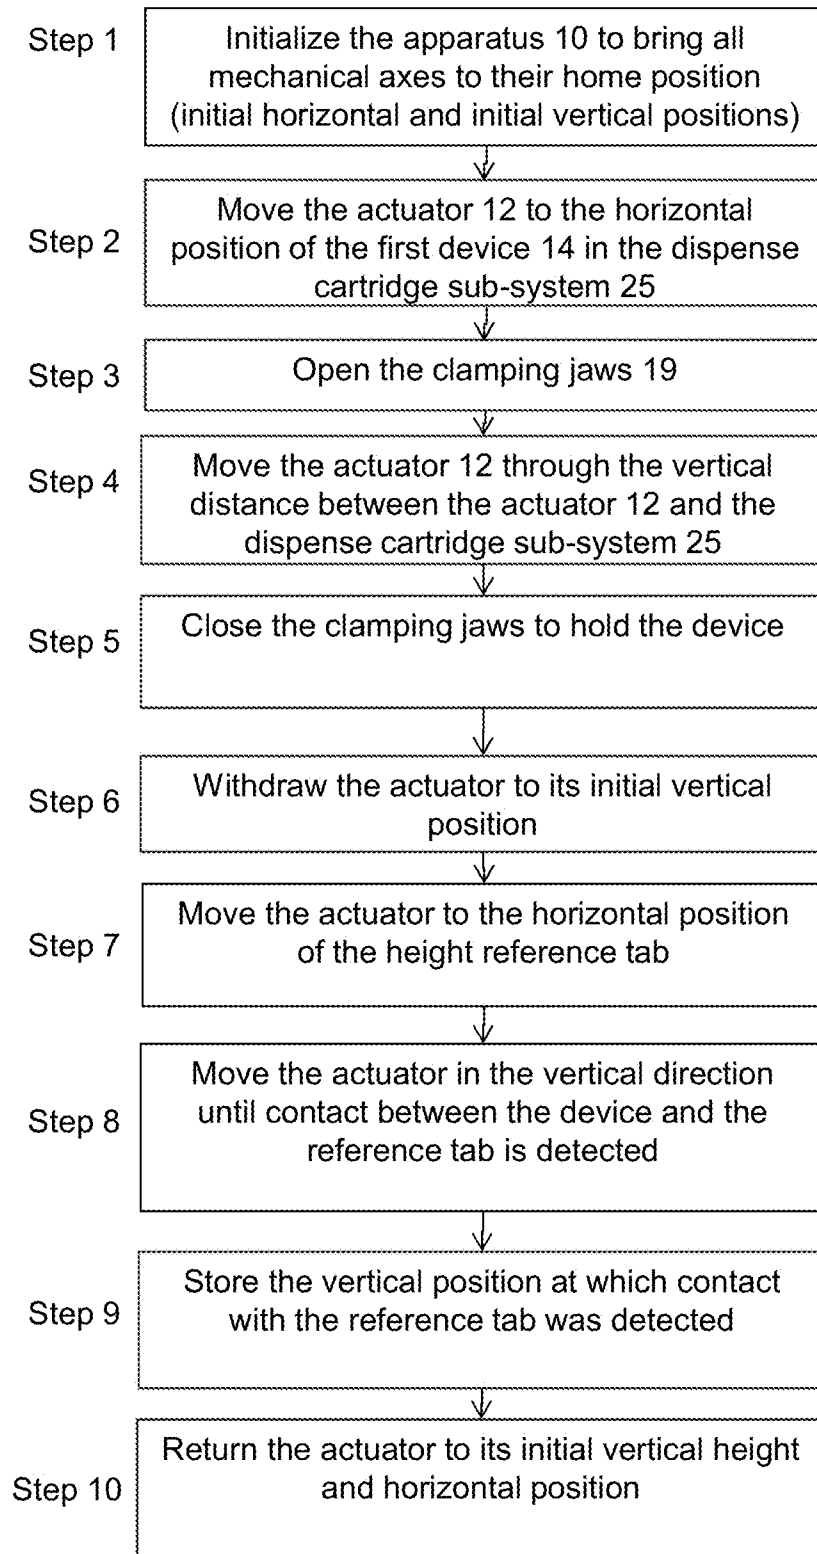 Step 1
Initialize the apparatus 10 to bring all
mechanical axes to their home position
(initial horizontal and initial vertical positions)
Step 2
Move the actuator 12 to the horizontal
position of the first device 14 in the dispense
cartridge sub-system 25
Step 3
Open the clamping jaws 19
Step 4
Move the actuator 12 through the vertical
distance between the actuator 12 and the
dispense cartridge sub-system 25
Step 5
Close the clamping jaws to hold the device
Step 6
Withdraw the actuator to its initial vertical
position
Step 7
Move the actuator to the horizontal position
of the height reference tab
Step 8
Move the actuator in the vertical direction
until contact between the device and the
reference tab is detected
Step 9
Store the vertical position at which contact
with the reference tab was detected
Step 10
Return the actuator to its initial vertical height
and horizontal position